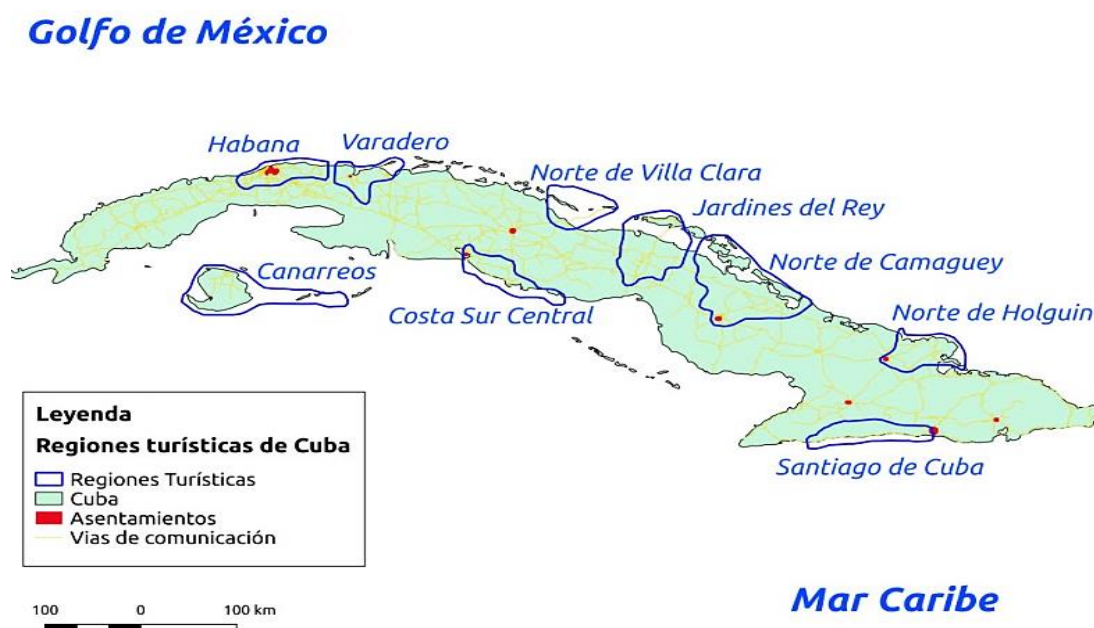 Golfo de México
Habana
Varadero
Norte de Villa Clara
Jardines del Rey
Canarreos
Norte de Camaguey
Costa Sur Central
Norte de Holguin
Leyenda
Regiones turísticas de Cuba
Regiones Turísticas
Cuba
Asentamientos
Vias de comunicación
Santiago de Cuba
Mar Caribe
100 0 100 km